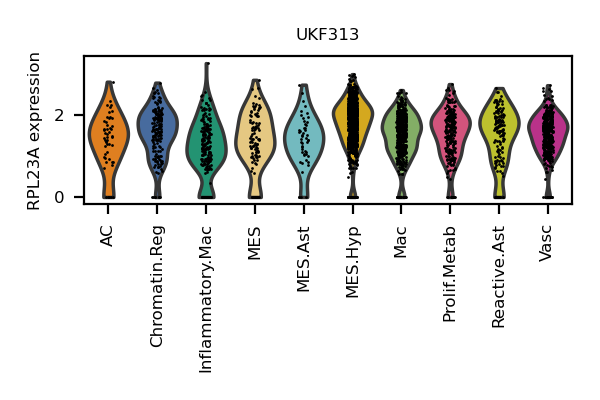 UKF313
RPL23A expression
2
0
AC
Chromatin.Reg
Inflammatory.Mac
MES
MES.Ast
MES.Hyp
Mac
Prolif.Metab
Reactive.Ast
Vasc